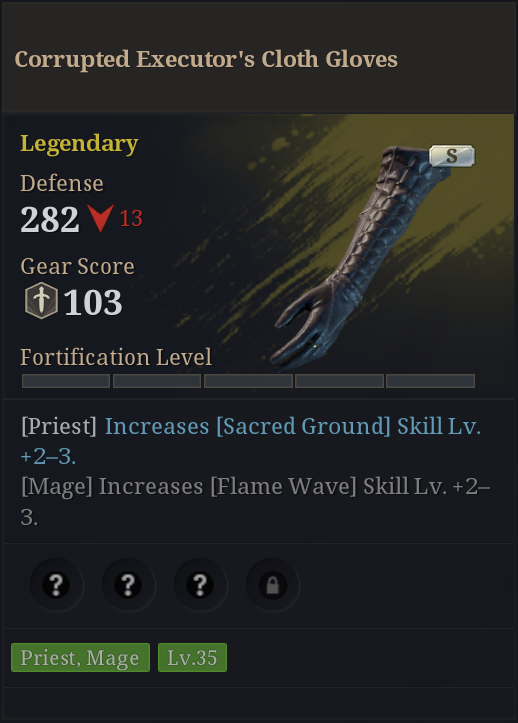 Corrupted Executor's Cloth Gloves
Legendary
S
Defense
282 13
Gear Score
103
Fortification Level
[Priest] Increases [Sacred Ground] Skill Lv.
+2–3.
[Mage] Increases [Flame Wave] Skill Lv. +2–
3.
? ? ?
Priest, Mage Lv.35